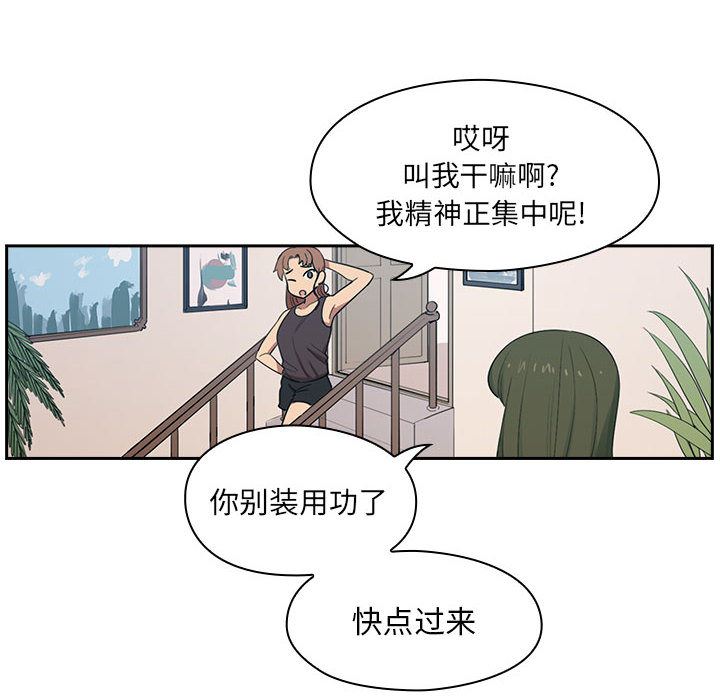 哎呀
叫我干嘛啊?
我精神正集中呢!
你别装用功了
快点过来